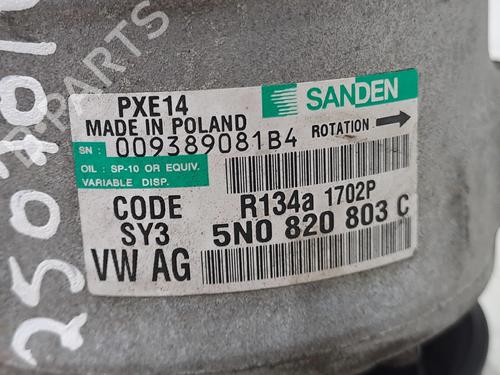 PXE14
SANDEN
MADE IN POLAND
ROTATION
SN : 009389081B4
OIL : SP-10 OR EQUIV.
VARIABLE DISP.
CODE
R134a 1702P
SY3
5N0 820 803 C
VW AG
B-PARTS